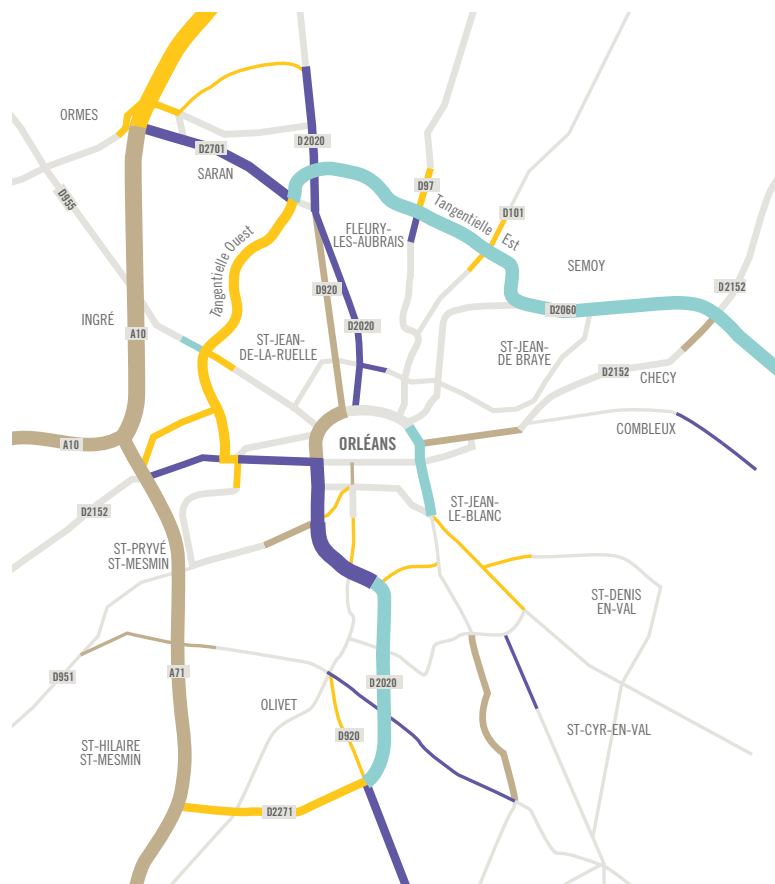 ORMES
D2701
D2020
SARAN
D955
D97
Tangentielle Est
D101
FLEURY-
LES-AUBRAIS
Tangentielle Ouest
SEMOY
D920
D2152
D2060
INGRÉ
A10
D2020
ST-JEAN-
DE-LA-RUELLE
ST-JEAN-
DE BRAYE
D2152
CHECY
COMBLEUX
A10
ORLÉANS
D2152
ST-JEAN-
LE-BLANC
ST-PRYVÉ
ST-MESMIN
ST-DENIS
EN-VAL
D951
A71
D2020
OLIVET
D920
ST-CYR-EN-VAL
ST-HILAIRE
ST-MESMIN
D2271